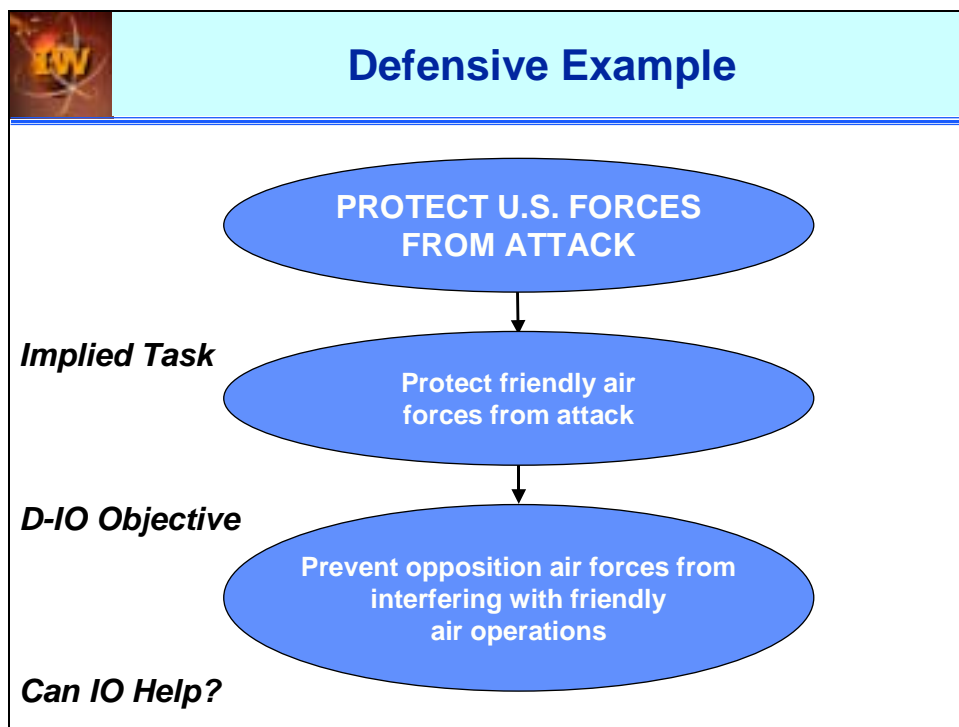 IW
Defensive Example
PROTECT U.S. FORCES
FROM ATTACK
Implied Task
Protect friendly air
forces from attack
D-IO Objective
Prevent opposition air forces from
interfering with friendly
air operations
Can IO Help?